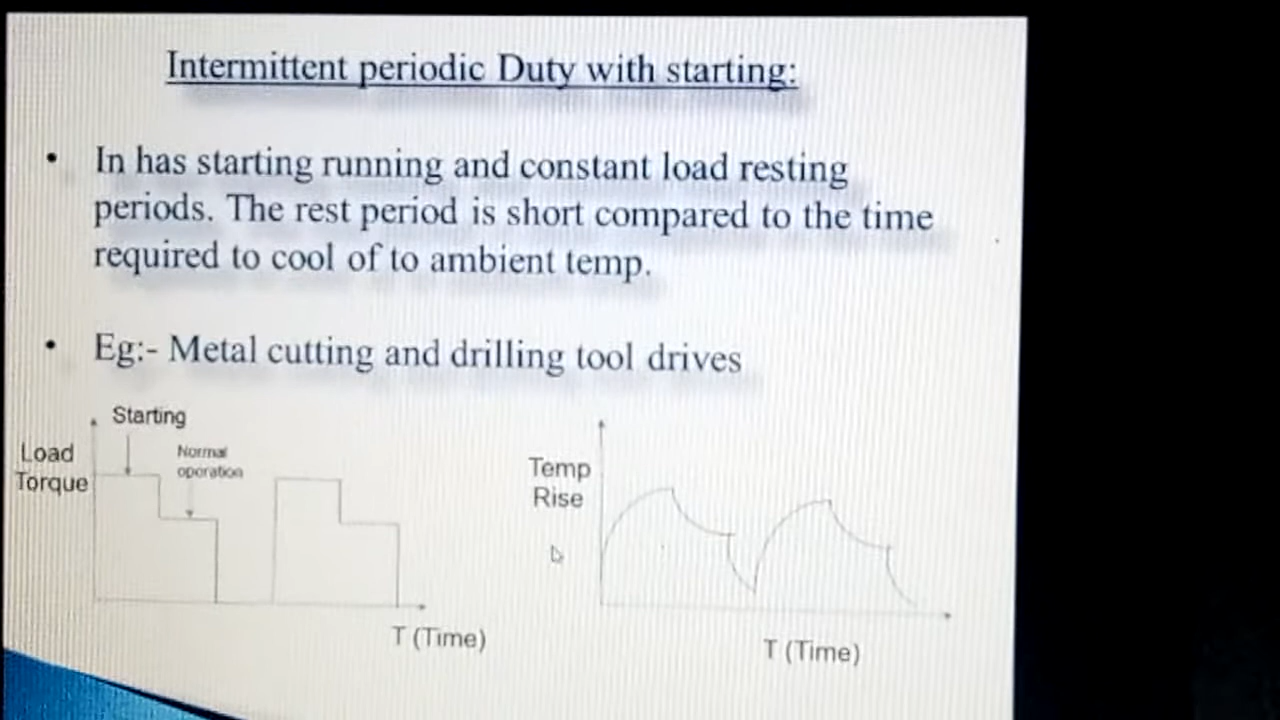 Intermittent periodic Duty with starting:
• In has starting running and constant load resting
periods. The rest period is short compared to the time
required to cool of to ambient temp.
• Eg:- Metal cutting and drilling tool drives
Starting
Normal
operation
Load
Torque
T (Time)
Temp
Rise
T (Time)